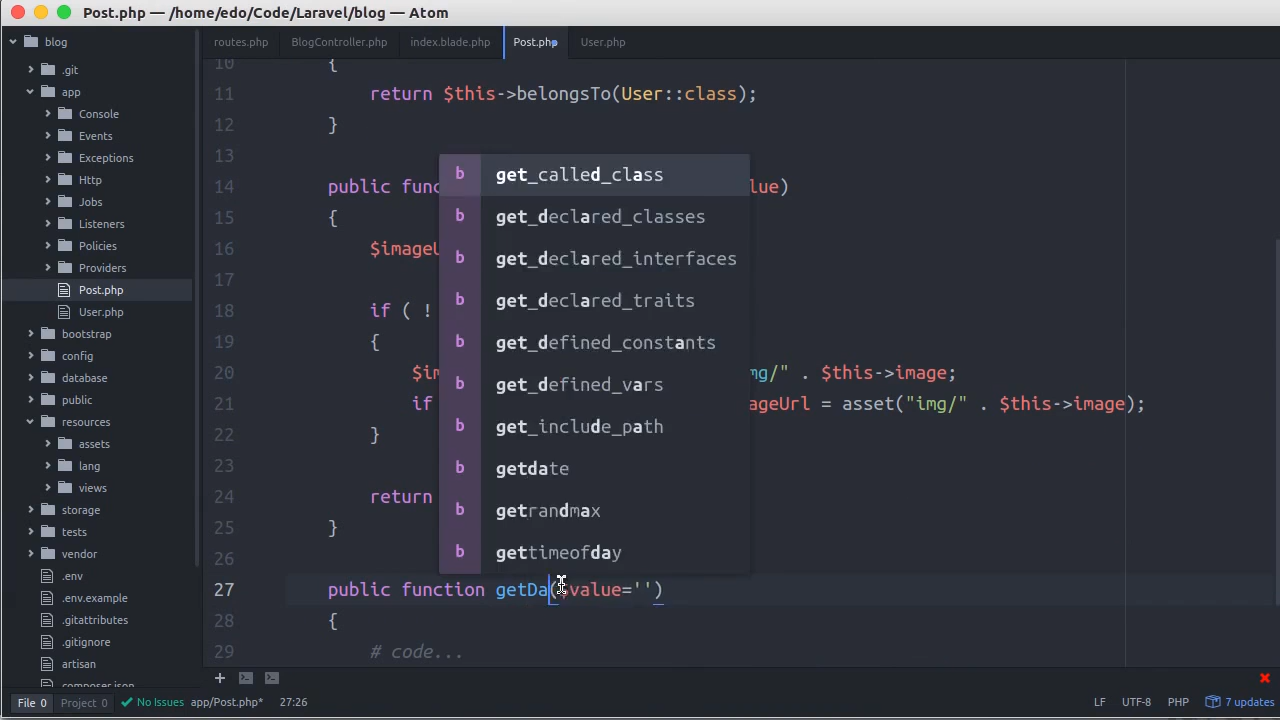 Post.php — /home/edo/Code/Laravel/blog — Atom
blog
.git
app
Console
Events
Exceptions
Http
Jobs
Listeners
Policies
Providers
Post.php
User.php
bootstrap
config
database
public
resources
assets
lang
views
storage
tests
vendor
.env
.env.example
.gitattributes
.gitignore
artisan
composer.json
routes.php BlogController.php index.blade.php Post.php User.php
10 {
11 return $this->belongsTo(User::class);
12 }
13
14 public func lue)
15 {
16 $imageU
17
18 if ( !
19 {
20 $im mg/" . $this->image;
21 if ageUrl = asset("img/" . $this->image);
22 }
23
24 return
25 }
26
27 public function getDa($value='')
28 {
29 # code...
b get_called_class
b get_declared_classes
b get_declared_interfaces
b get_declared_traits
b get_defined_constants
b get_defined_vars
b get_include_path
b getdate
b getrandmax
b gettimeofday
File 0 Project 0 No Issues app/Post.php* 27:26 LF UTF-8 PHP 7 updates